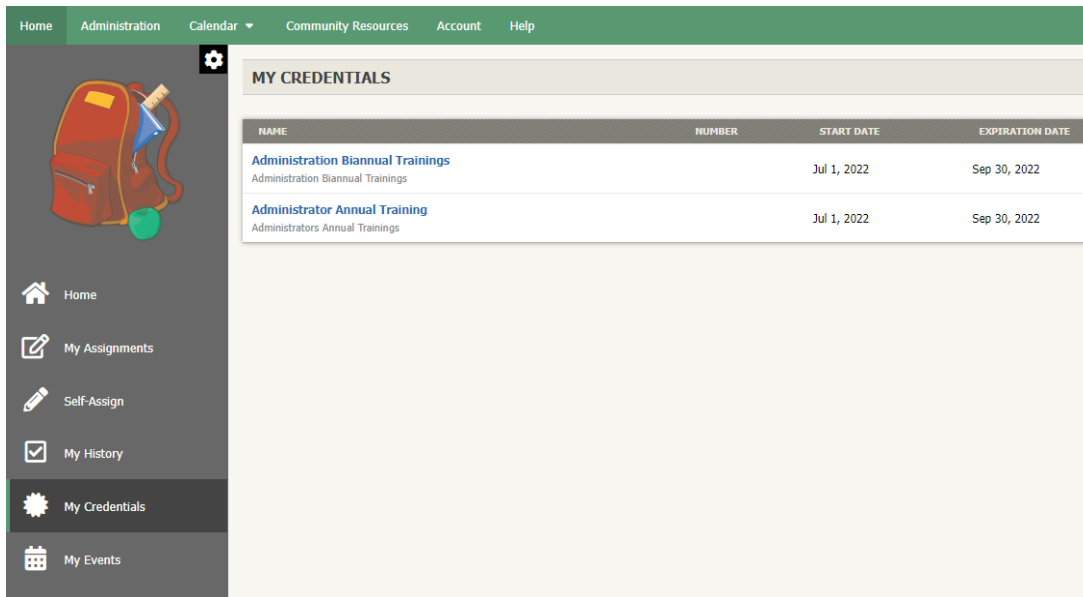 Home Administration Calendar Community Resources Account Help
MY CREDENTIALS
NAME NUMBER START DATE EXPIRATION DATE
Administration Biannual Trainings Jul 1, 2022 Sep 30, 2022
Administration Biannual Trainings
Administrator Annual Training Jul 1, 2022 Sep 30, 2022
Administrators Annual Trainings
Home
My Assignments
Self-Assign
My History
My Credentials
My Events